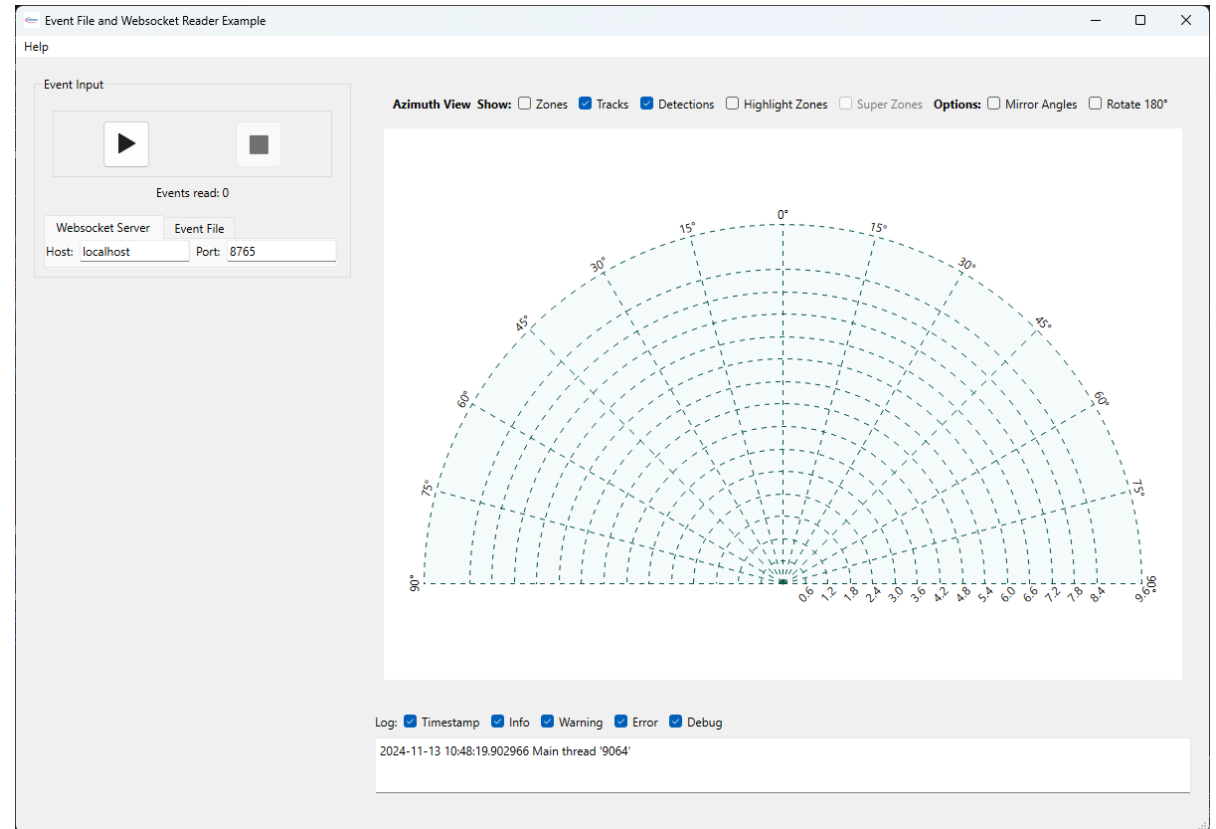 Event File and Websocket Reader Example
Help
Event Input
Events read: 0
Websocket Server Event File
Host: localhost Port: 8765
Azimuth View Show: Zones Tracks Detections Highlight Zones Super Zones Options: Mirror Angles Rotate 180°
0°
15° 15°
30° 30°
45° 45°
60° 60°
75° 75°
90° 90°
0.6 1.2 1.8 2.4 3.0 3.6 4.2 4.8 5.4 6.0 6.6 7.2 7.8 8.4 9.6
Log: Timestamp Info Warning Error Debug
2024-11-13 10:48:19.902966 Main thread '9064'